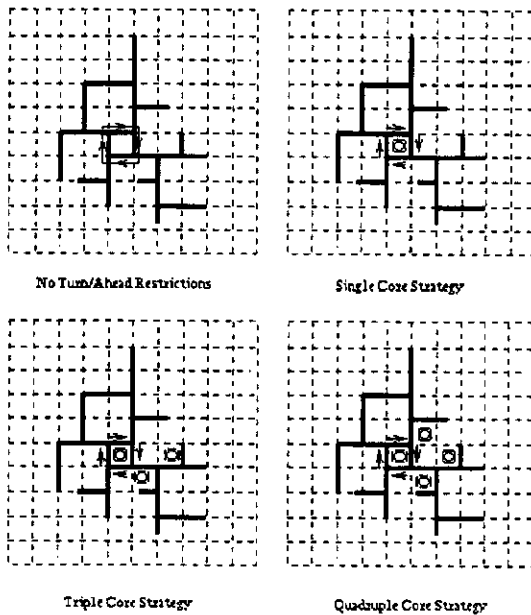 No Turn/Ahead Restrictions
Single Core Strategy
Triple Core Strategy
Quadruple Core Strategy